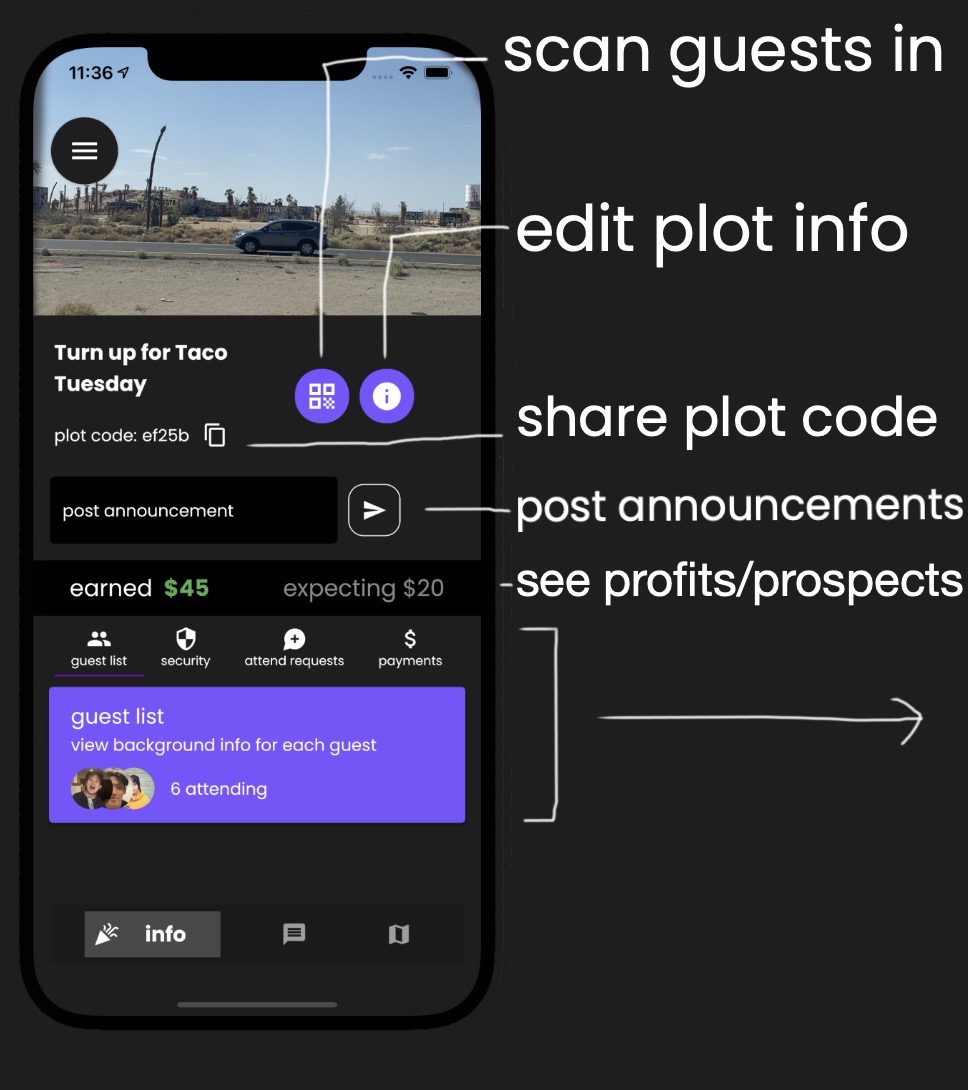 scan guests in
11:36
edit plot info
Turn up for Taco
Tuesday
share plot code
plot code: ef25b
post announcement
post announcements
earned $45
expecting $20
see profits/prospects
guest list
security
attend requests
payments
guest list
view background info for each guest
6 attending
info